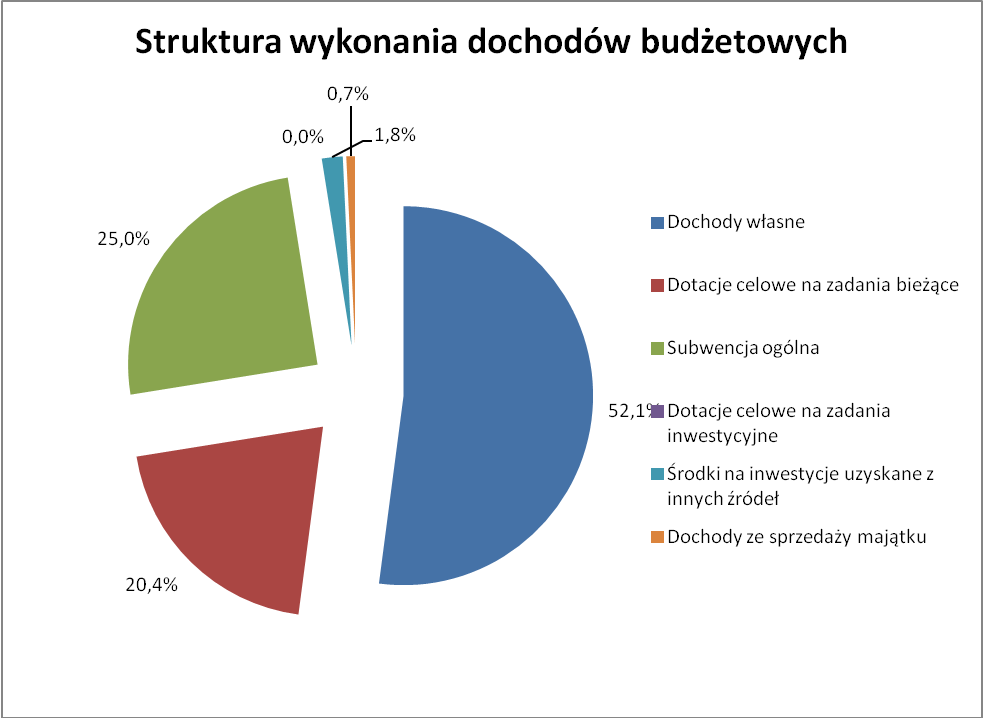 Struktura wykonania dochodów budżetowych
0,7%
0,0%
1,8%
25,0%
52,1%
20,4%
Dochody własne
Dotacje celowe na zadania bieżące
Subwencja ogólna
Dotacje celowe na zadania
inwestycyjne
Środki na inwestycje uzyskane z
innych źródeł
Dochody ze sprzedaży majątku